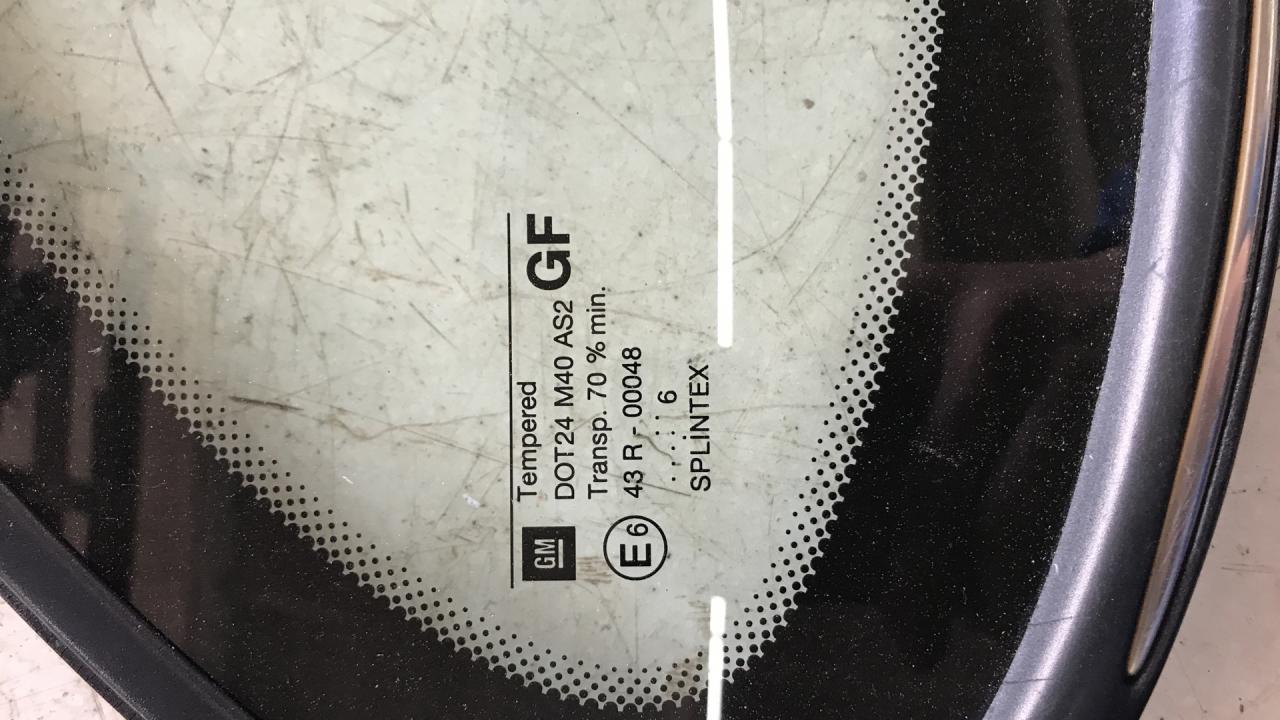 Tempered
DOT24 M40 AS2 GF
Transp. 70 % min.
GM
E6 43 R - 00048
. . . . : : 6
SPLINTEX